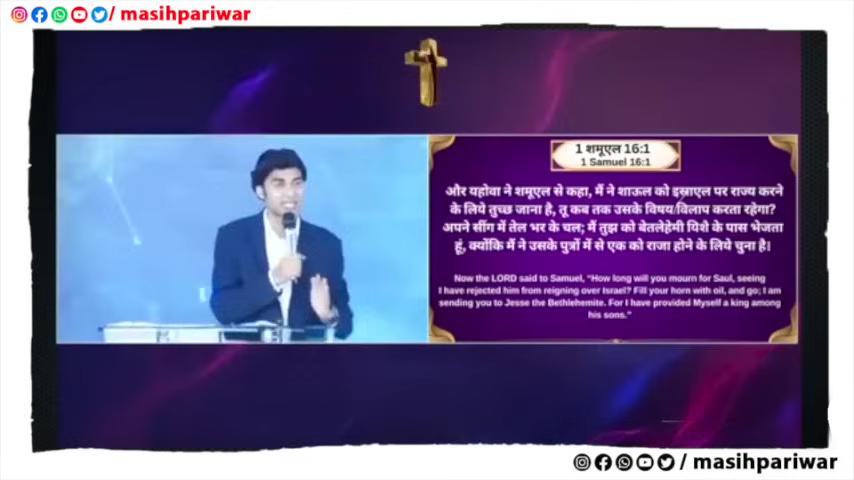 / masihpariwar
1 शमूएल 16:1
1 Samuel 16:1
और यहोवा ने शमूएल से कहा, मैं ने शाऊल को इस्राएल पर राज्य करने
के लिये तुच्छ जाना है, तू कब तक उसके विषय विलाप करता रहेगा?
अपने सींग में तेल भर के चल; मैं तुझ को बेतलेहेमी यिशै के पास भेजता
हूं, क्योंकि मैं ने उसके पुत्रों में से एक को राजा होने के लिये चुना है।
Now the LORD said to Samuel, "How long will you mourn for Saul, seeing
I have rejected him from reigning over Israel? Fill your horn with oil, and go; I am
sending you to Jesse the Bethlehemite. For I have provided Myself a king among
his sons."
/ masihpariwar